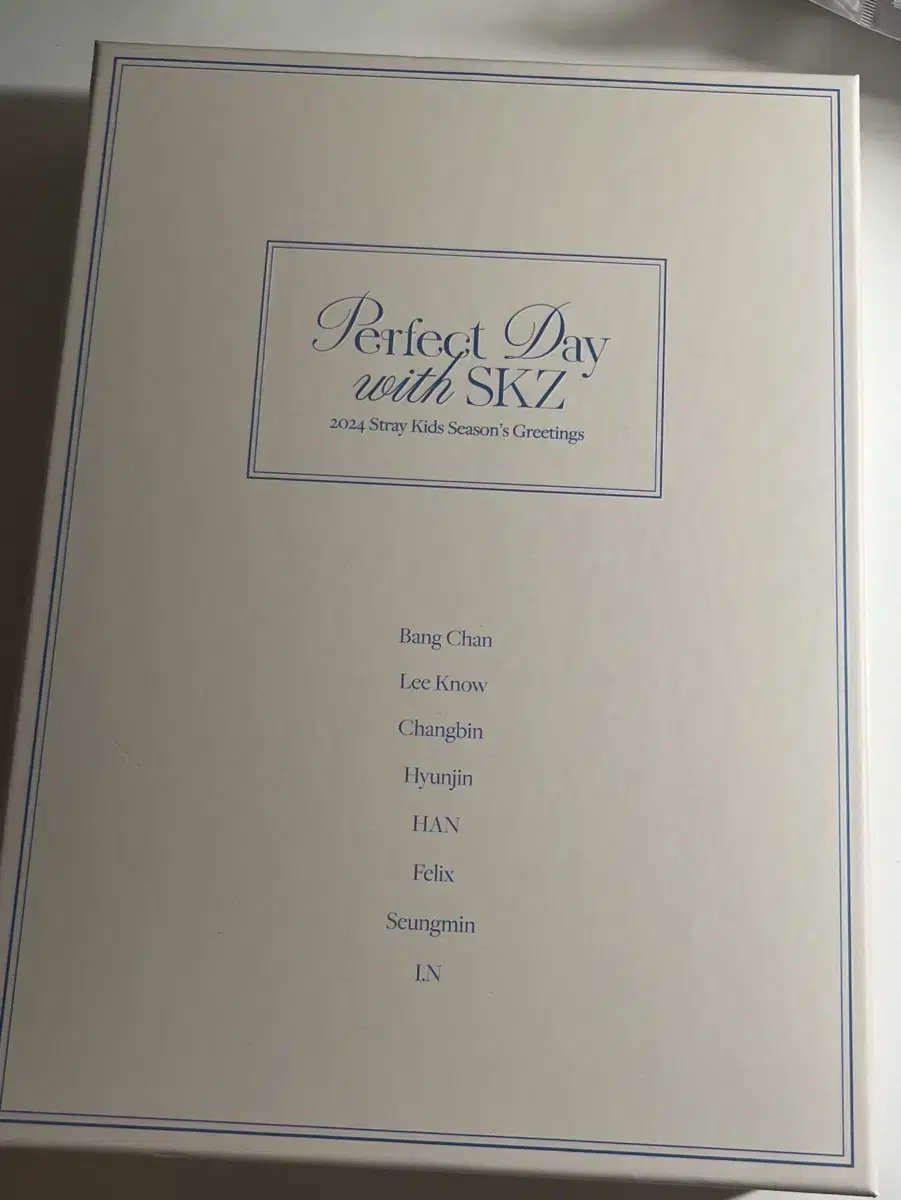 Perfect Day
with SKZ
2024 Stray Kids Season's Greetings
Bang Chan
Lee Know
Changbin
Hyunjin
HAN
Felix
Seungmin
I.N